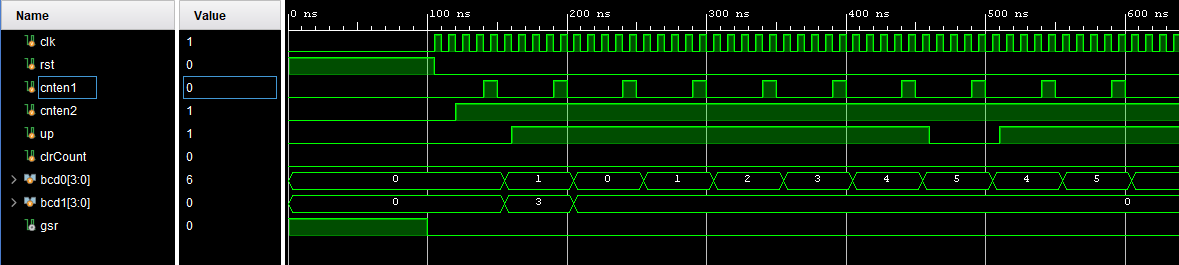 Name Value 0 ns 100 ns 200 ns 300 ns 400 ns 500 ns 600 ns
clk 1
rst 0
cnten1 0
cnten2 1
up 1
clrCount 0
bcd0[3:0] 6 0 1 0 1 2 3 4 5 4 5
bcd1[3:0] 0 0 3 0
gsr 0